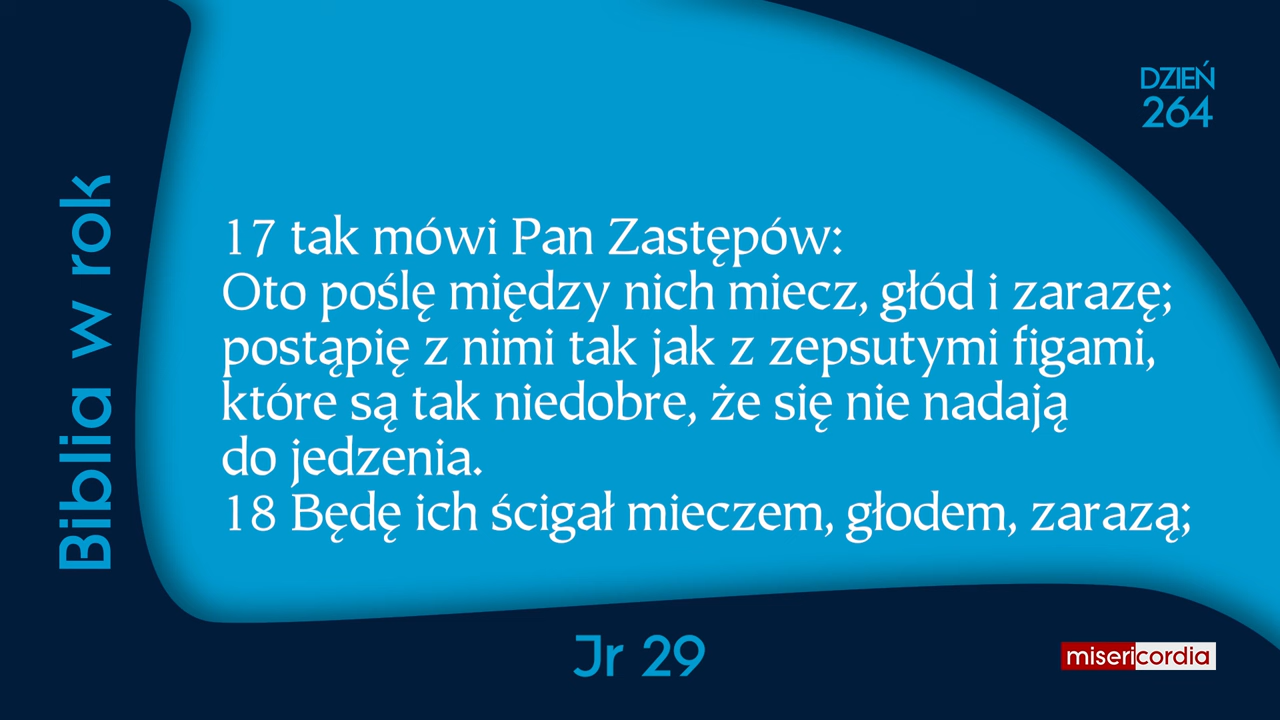 DZIEŃ
264
Biblia w rok
17 tak mówi Pan Zastępów:
Oto poślę między nich miecz, głód i zarazę;
postąpię z nimi tak jak z zepsutymi figami,
które są tak niedobre, że się nie nadają
do jedzenia.
18 Będę ich ścigał mieczem, głodem, zarazą;
Jr 29
misericordia